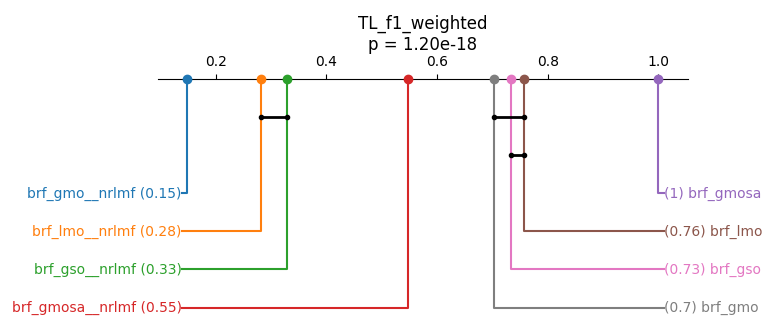 TL_f1_weighted
p = 1.20e-18
0.2 0.4 0.6 0.8 1.0
brf_gmo__nrlmf (0.15) (1) brf_gmosa
brf_lmo__nrlmf (0.28) (0.76) brf_lmo
brf_gso__nrlmf (0.33) (0.73) brf_gso
brf_gmosa__nrlmf (0.55) (0.7) brf_gmo